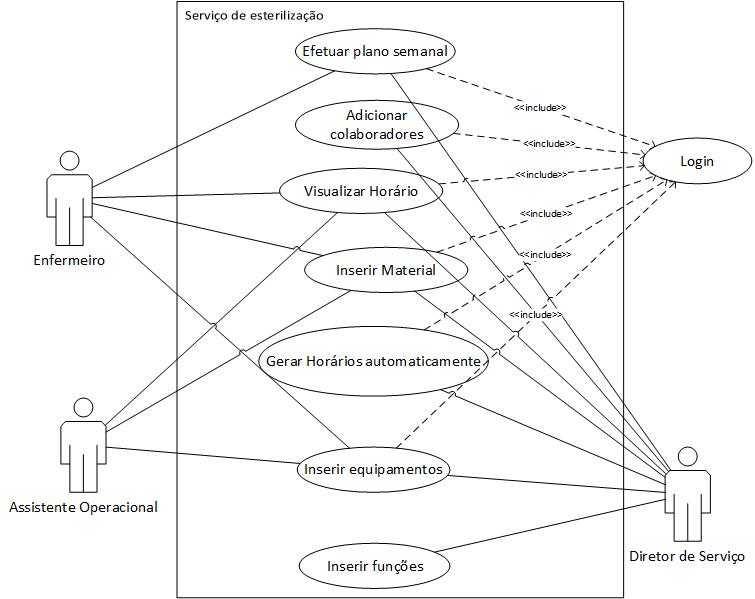 Serviço de esterilização
Efetuar plano semanal
<<include>>
Adicionar
colaboradores
<<include>>
Login
Visualizar Horário
<<include>>
<<include>>
Enfermeiro
Inserir Material
<<include>>
<<include>>
Gerar Horários automaticamente
Inserir equipamentos
Assistente Operacional
Diretor de Serviço
Inserir funções